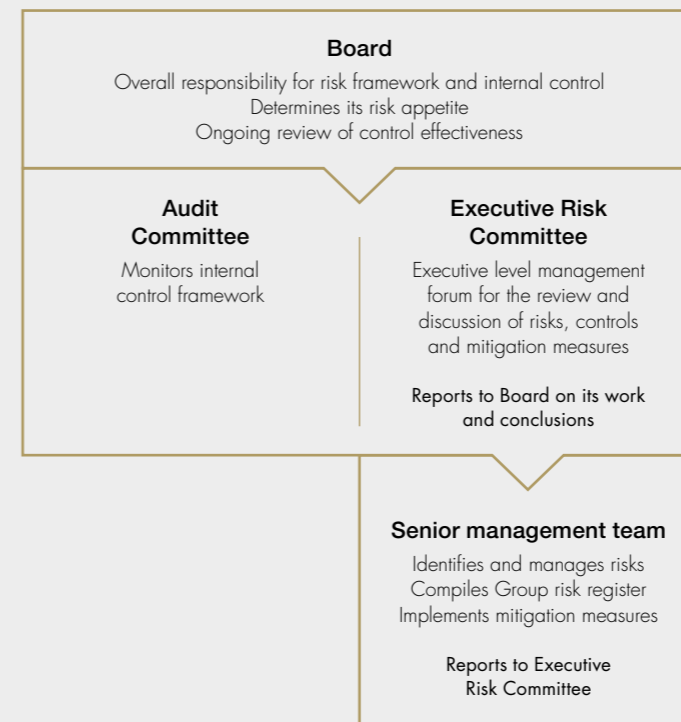 Board
Overall responsibility for risk framework and internal control
Determines its risk appetite
Ongoing review of control effectiveness
Audit
Committee
Monitors internal
control framework
Executive Risk
Committee
Executive level management
forum for the review and
discussion of risks, controls
and mitigation measures
Reports to Board on its work
and conclusions
Senior management team
Identifies and manages risks
Compiles Group risk register
Implements mitigation measures
Reports to Executive
Risk Committee